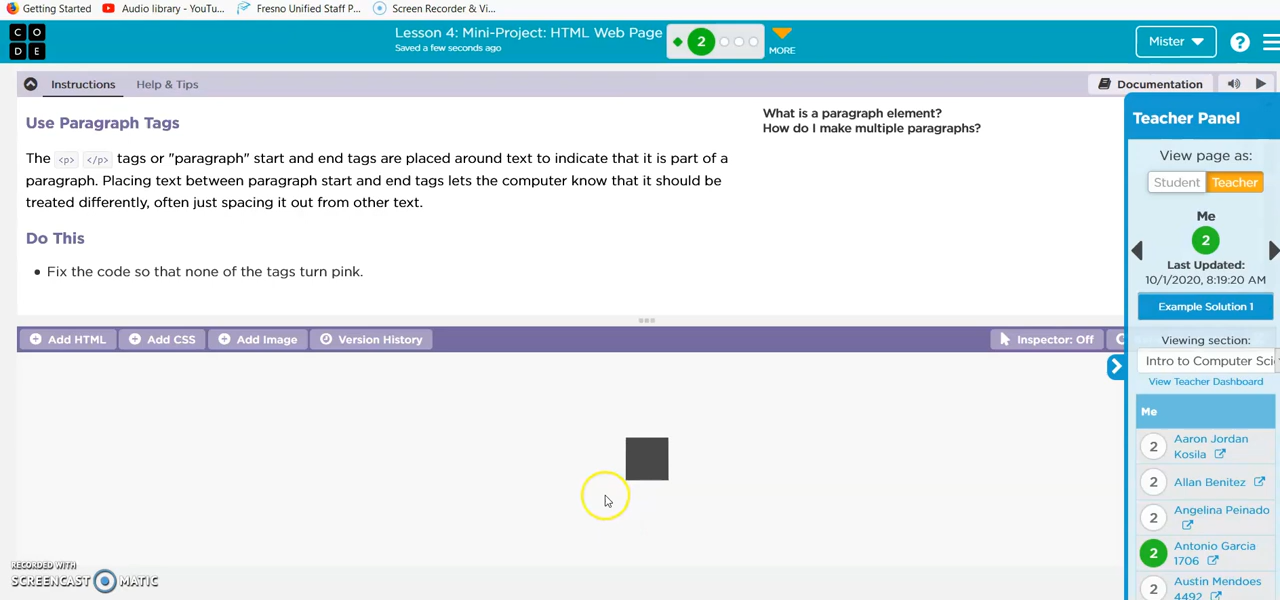 Getting Started
Audio library - YouTu...
Fresno Unified Staff P...
Screen Recorder & Vi...
C O
D E
Lesson 4: Mini-Project: HTML Web Page
Saved a few seconds ago
2
MORE
Mister
?
Instructions
Help & Tips
Documentation
Use Paragraph Tags
The <p> </p> tags or "paragraph" start and end tags are placed around text to indicate that it is part of a
paragraph. Placing text between paragraph start and end tags lets the computer know that it should be
treated differently, often just spacing it out from other text.
Do This
• Fix the code so that none of the tags turn pink.
What is a paragraph element?
How do I make multiple paragraphs?
Add HTML
Add CSS
Add Image
Version History
Inspector: Off
Teacher Panel
View page as:
Student
Teacher
Me
2
Last Updated:
10/1/2020, 8:19:20 AM
Example Solution 1
Viewing section:
Intro to Computer Sci
View Teacher Dashboard
Me
2
Aaron Jordan
Kosila
2
Allan Benitez
2
Angelina Peinado
2
Antonio Garcia
1706
2
Austin Mendoes
4492
RECORDED WITH
SCREENCAST MATIC